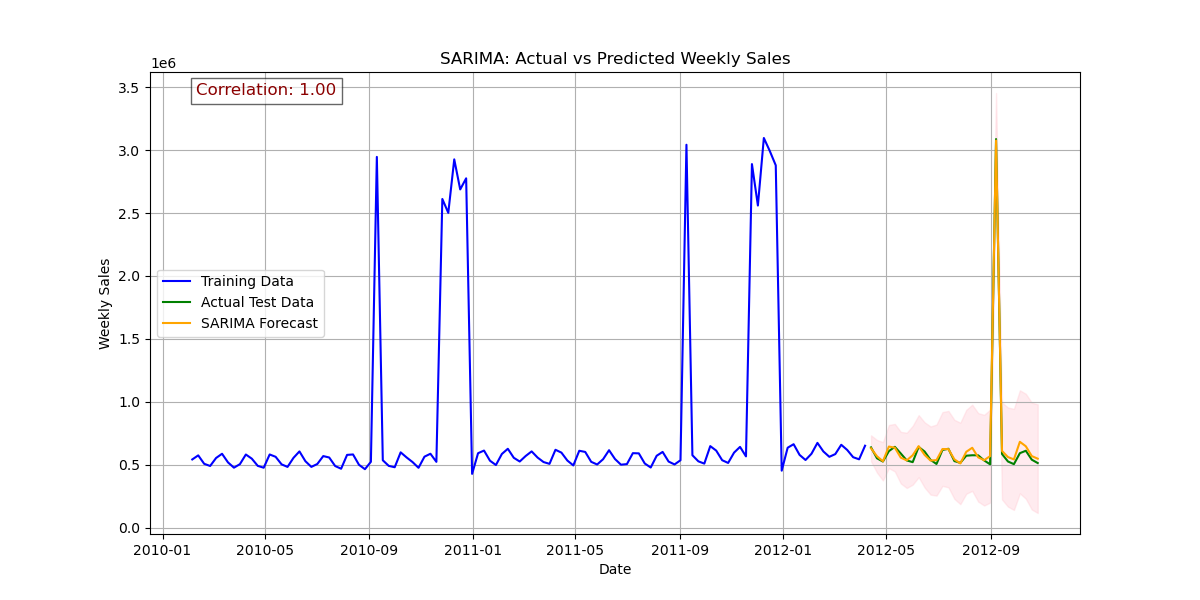 SARIMA: Actual vs Predicted Weekly Sales
1e6
Correlation: 1.00
3.5
3.0
2.5
2.0
1.5
1.0
0.5
0.0
Weekly Sales
Training Data
Actual Test Data
SARIMA Forecast
2010-01 2010-05 2010-09 2011-01 2011-05 2011-09 2012-01 2012-05 2012-09
Date